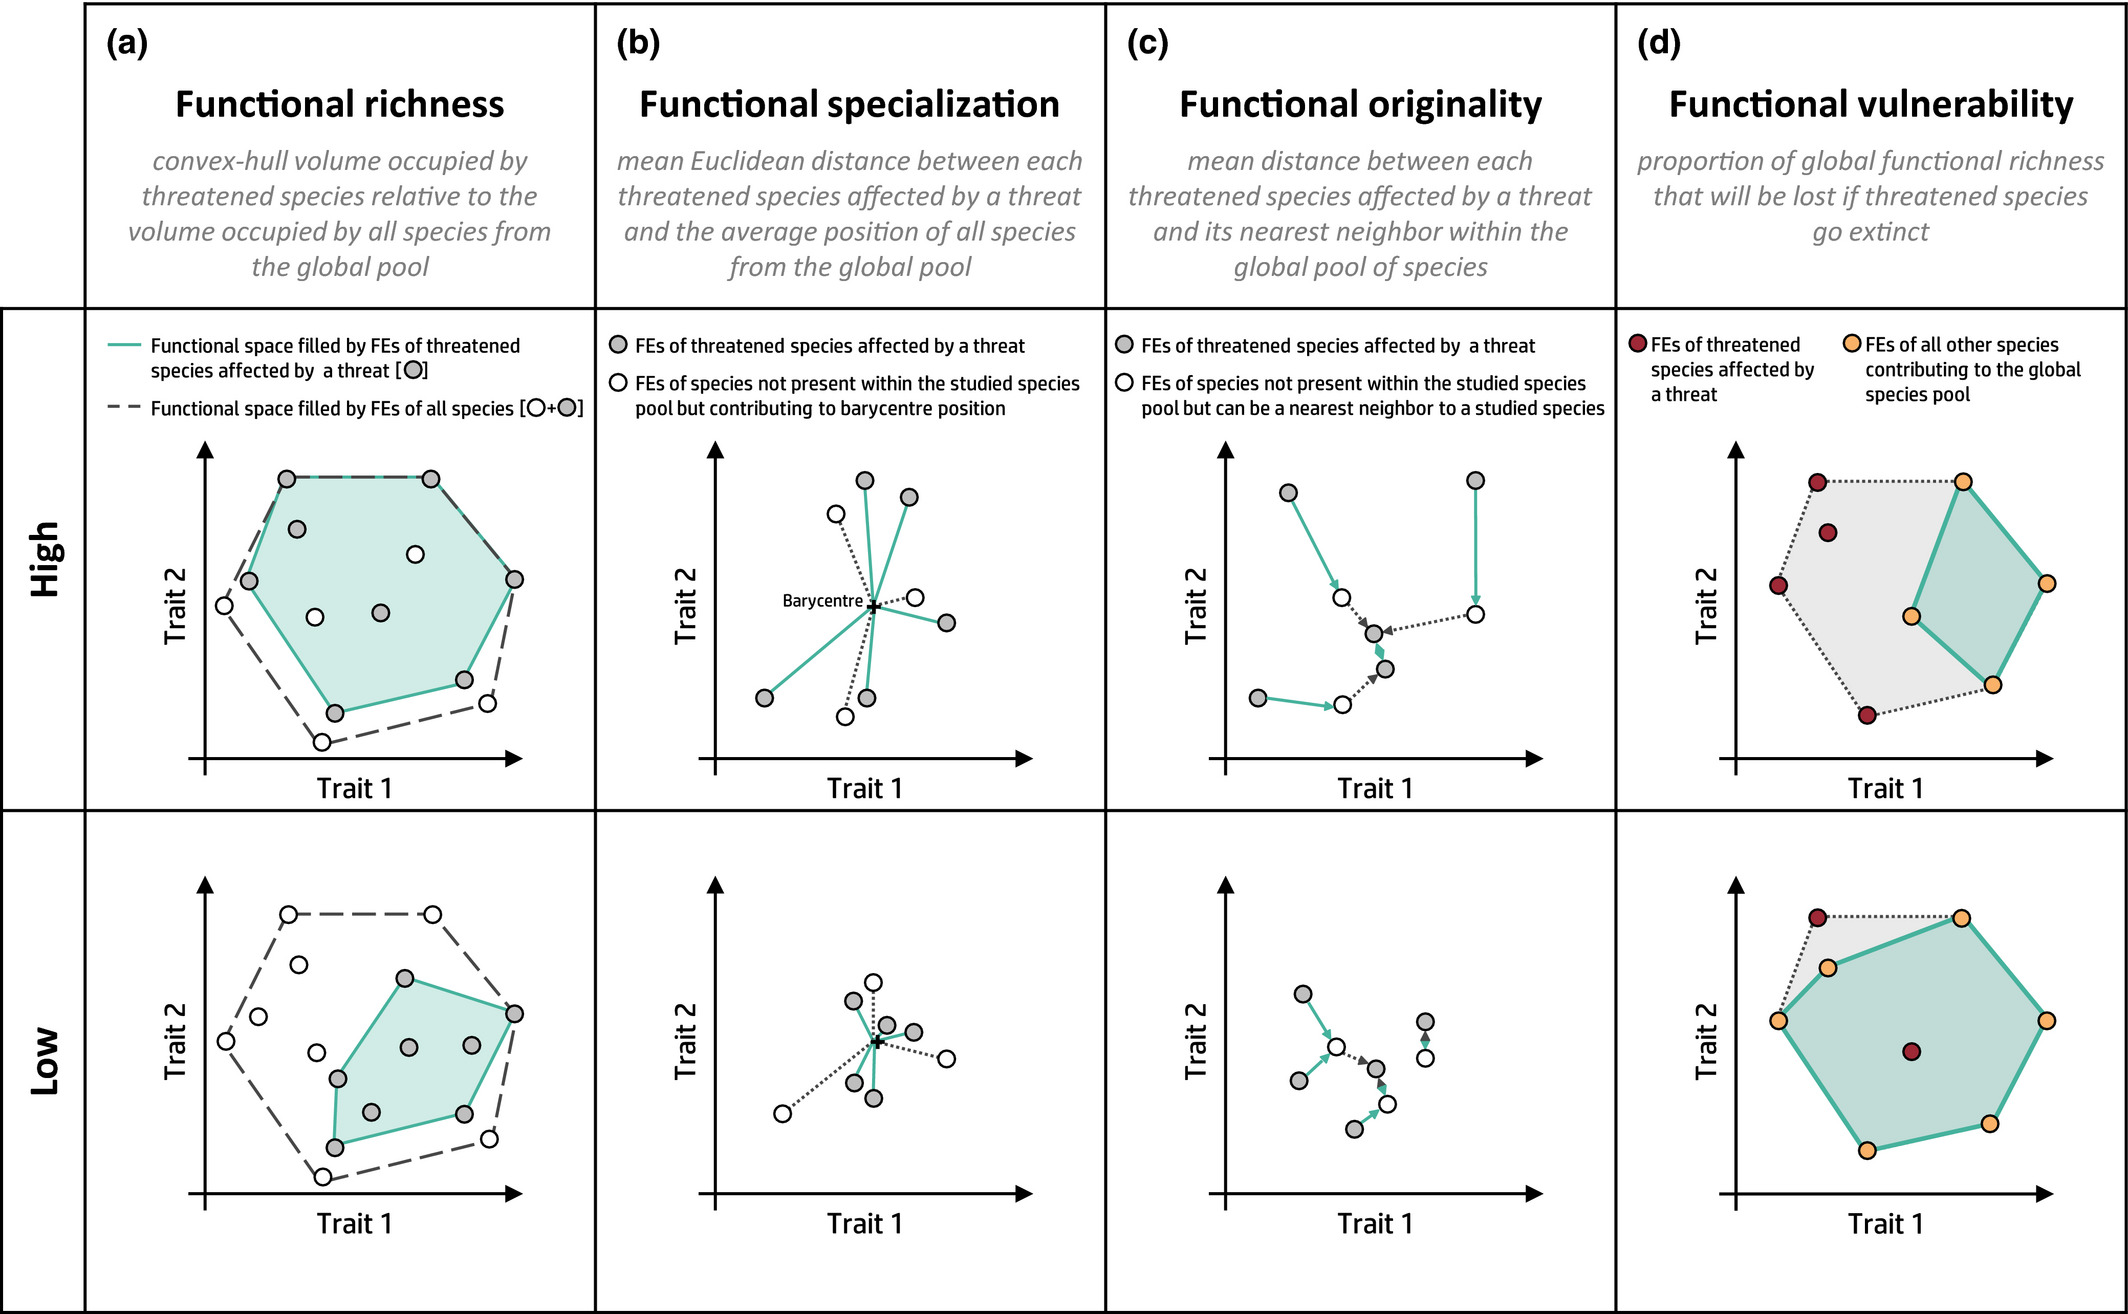 (a)
Functional richness
convex-hull volume occupied by
threatened species relative to the
volume occupied by all species from
the global pool
(b)
Functional specialization
mean Euclidean distance between each
threatened species affected by a threat
and the average position of all species
from the global pool
(c)
Functional originality
mean distance between each
threatened species affected by a threat
and its nearest neighbor within the
global pool of species
(d)
Functional vulnerability
proportion of global functional richness
that will be lost if threatened species
go extinct
High
Functional space filled by FEs of threatened
species affected by a threat [ ]
Functional space filled by FEs of all species [ + ]
Trait 2
Trait 1
FEs of threatened species affected by a threat
FEs of species not present within the studied species
pool but contributing to barycentre position
Barycentre
Trait 2
Trait 1
FEs of threatened species affected by a threat
FEs of species not present within the studied species
pool but can be a nearest neighbor to a studied species
Trait 2
Trait 1
FEs of threatened
species affected by
a threat
FEs of all other species
contributing to the global
species pool
Trait 2
Trait 1
Low
Trait 2
Trait 1
Trait 2
Trait 1
Trait 2
Trait 1
Trait 2
Trait 1